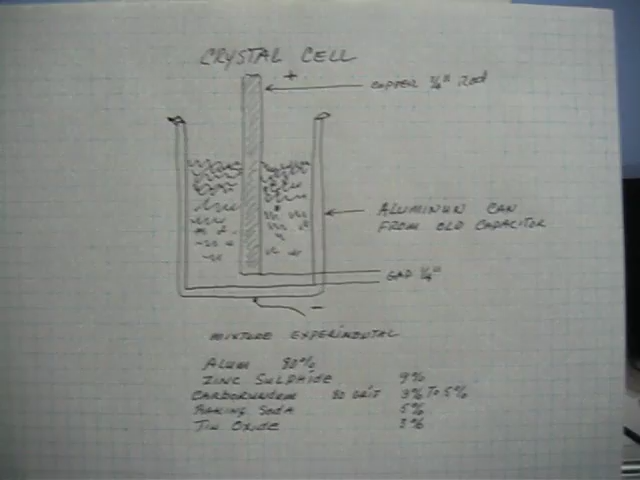 CRYSTAL CELL
+
COPPER 1/4" ROD
ALUMINUM CAN
FROM OLD CAPACITOR
GAP 1/4"
-
MIXTURE EXPERIMENTAL
ALUM 80%
ZINC SULPHIDE 9%
CARBORUNDUM 80 GRIT 3% TO 5%
BAKING SODA 5%
TIN OXIDE 3%